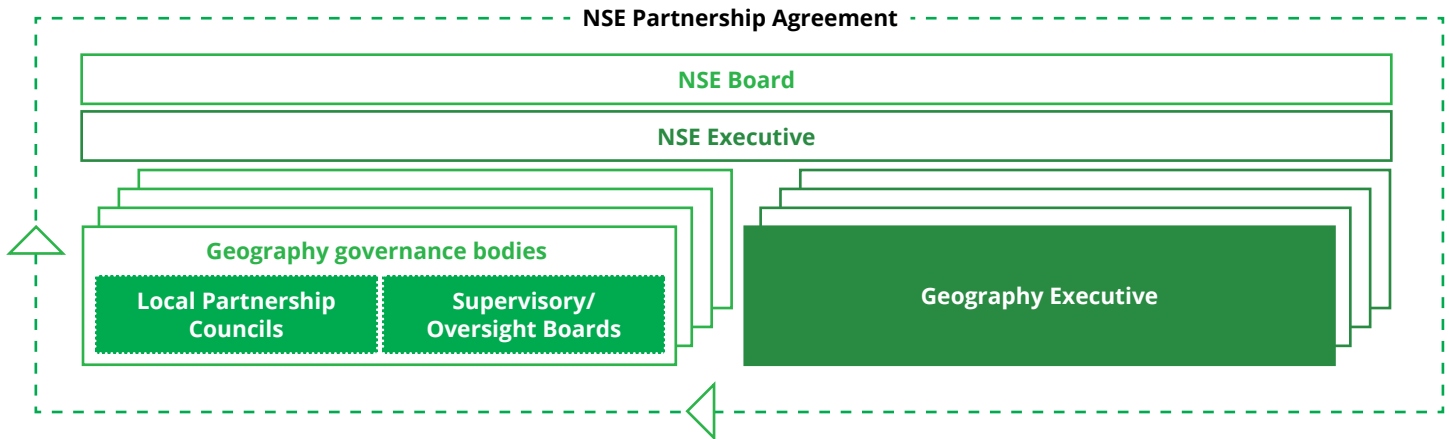 NSE Partnership Agreement
NSE Board
NSE Executive
Geography governance bodies
Local Partnership
Councils
Supervisory/
Oversight Boards
Geography Executive